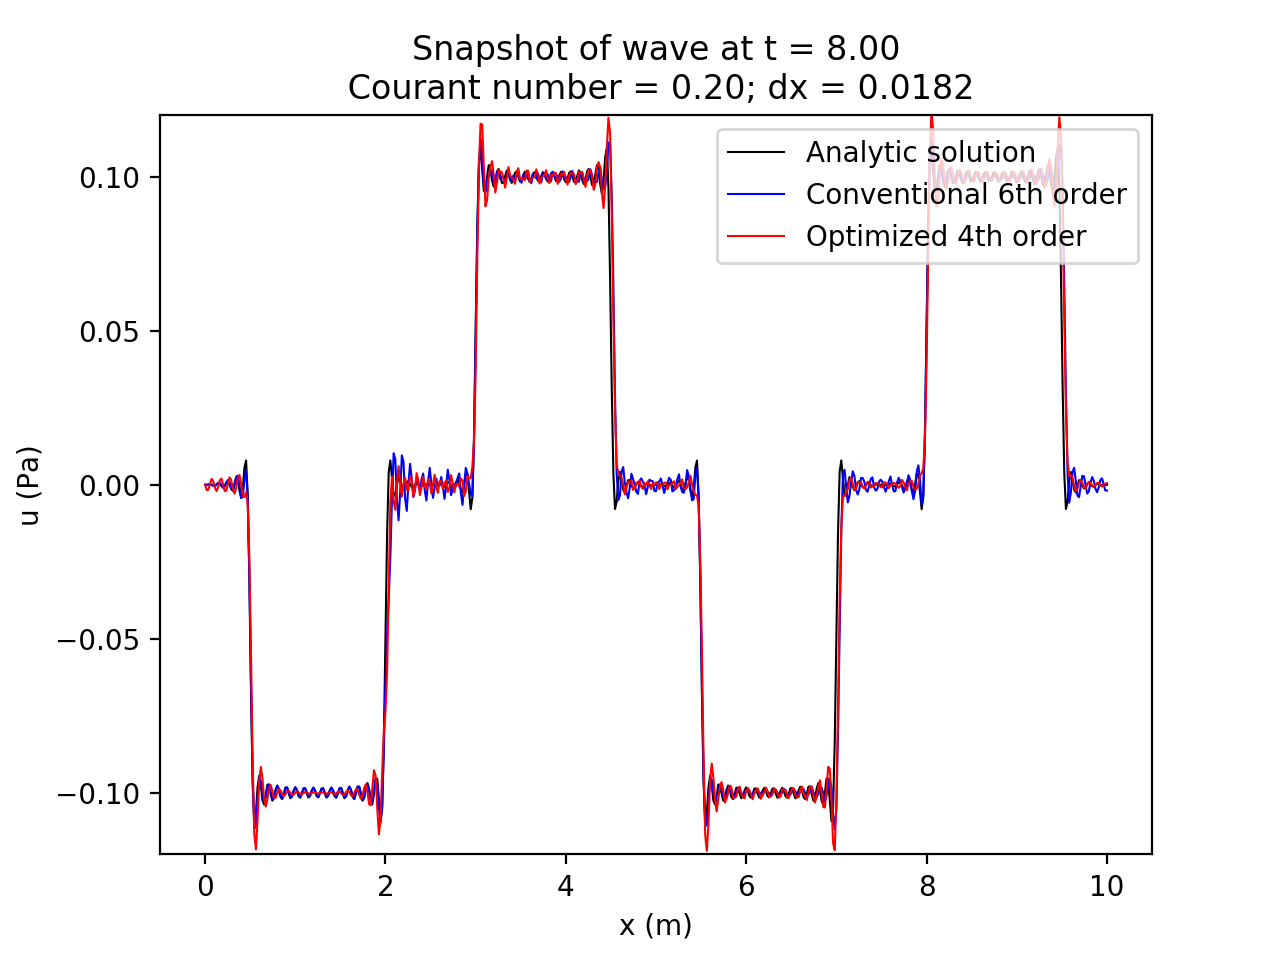 Snapshot of wave at t = 8.00
Courant number = 0.20; dx = 0.0182
Analytic solution
Conventional 6th order
Optimized 4th order
0.10
0.05
0.00
−0.05
−0.10
u (Pa)
0 2 4 6 8 10
x (m)